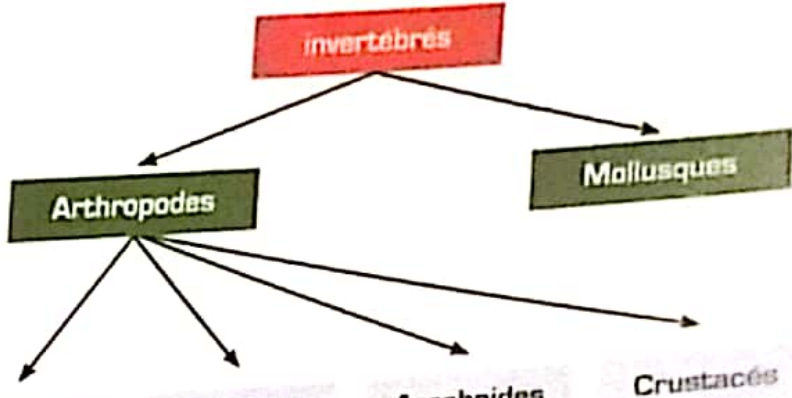 invertébrés
Arthropodes
Mollusques
Arachnides
Crustacés